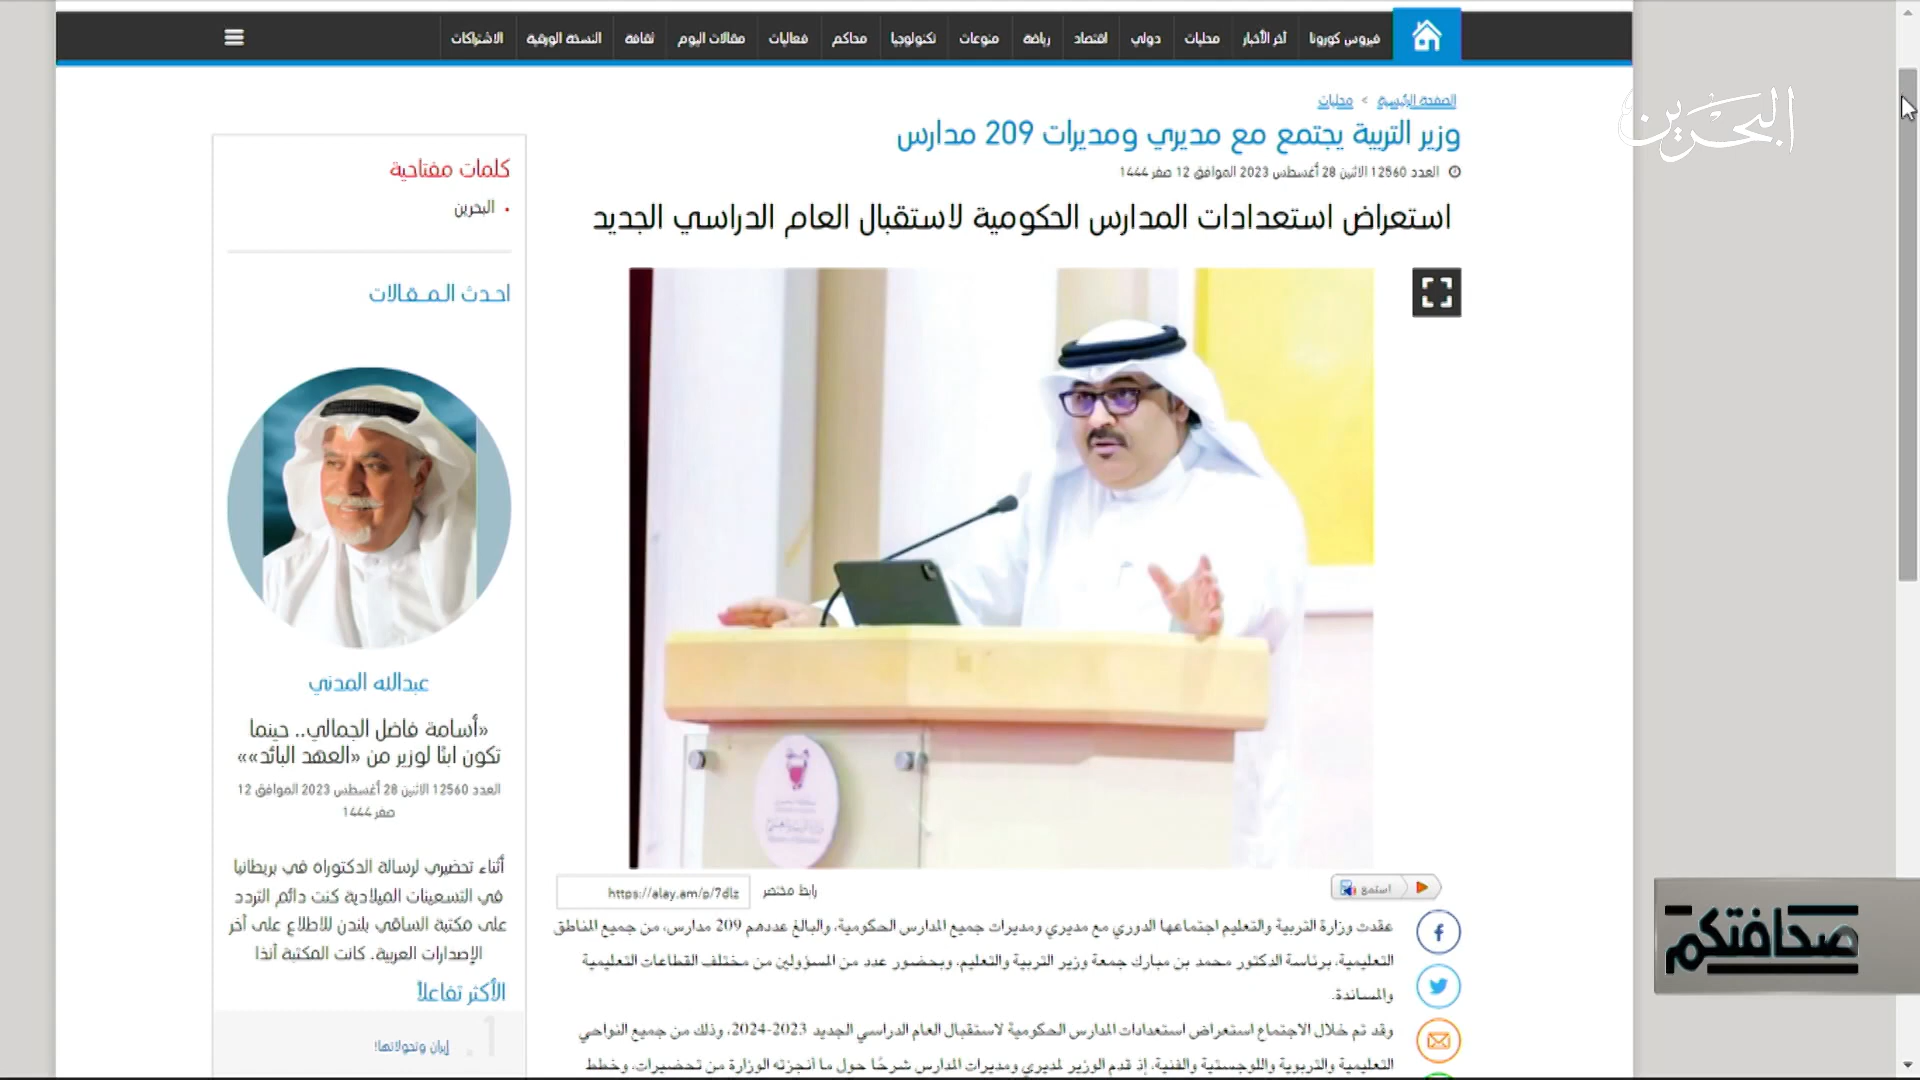 فيروس كورونا آخر الأخبار محليات دولي اقتصاد رياضة منوعات تكنولوجيا محاكم فعاليات مقالات اليوم ثقافة النسخة الورقية الاشتراكات
البحرين
الصفحة الرئيسية > محليات
وزير التربية يجتمع مع مديري ومديرات 209 مدارس
العدد 12560 الاثنين 28 أغسطس 2023 الموافق 12 صفر 1444
استعراض استعدادات المدارس الحكومية لاستقبال العام الدراسي الجديد
استمع
رابط مختصر https://alay.am/p/7dlz
عقدت وزارة التربية والتعليم اجتماعها الدوري مع مديري ومديرات جميع المدارس الحكومية، والبالغ عددهم 209 مدارس، من جميع المناطق
التعليمية، برئاسة الدكتور محمد بن مبارك جمعة وزير التربية والتعليم، وبحضور عدد من المسؤولين من مختلف القطاعات التعليمية
والمساندة.
وقد تم خلال الاجتماع استعراض استعدادات المدارس الحكومية لاستقبال العام الدراسي الجديد 2023-2024، وذلك من جميع النواحي
التعليمية والتربوية واللوجستية والفنية، إذ قدم الوزير لمديري ومديرات المدارس شرحًا حول ما أنجزته الوزارة من تحضيرات، وخطط
كلمات مفتاحية
البحرين
احدث المقالات
عبدالله المدني
«أسامة فاضل الجمالي.. حينما
تكون ابنًا لوزير من «العهد البائد»»
العدد 12560 الاثنين 28 أغسطس 2023 الموافق 12
صفر 1444
أثناء تحضيري لرسالة الدكتوراه في بريطانيا
في التسعينات الميلادية كنت دائم التردد
على مكتبة الساقي بلندن للاطلاع على آخر
الإصدارات العربية. كانت المكتبة آنذا
الأكثر تفاعلاً
1. إيران وتحولاتها!
صحافتكم